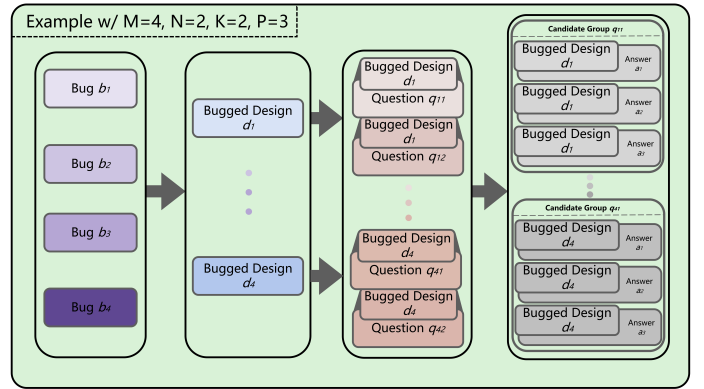 Example w/ M=4, N=2, K=2, P=3
Bug b1
Bug b2
Bug b3
Bug b4
Bugged Design
d1
Bugged Design
d4
Bugged Design
d1
Question q11
Bugged Design
d1
Question q12
Bugged Design
d4
Question q41
Bugged Design
d4
Question q42
Candidate Group q11
Bugged Design
d1
Answer
a1
Bugged Design
d1
Answer
a2
Bugged Design
d1
Answer
a3
Candidate Group q41
Bugged Design
d4
Answer
a1
Bugged Design
d4
Answer
a2
Bugged Design
d4
Answer
a3